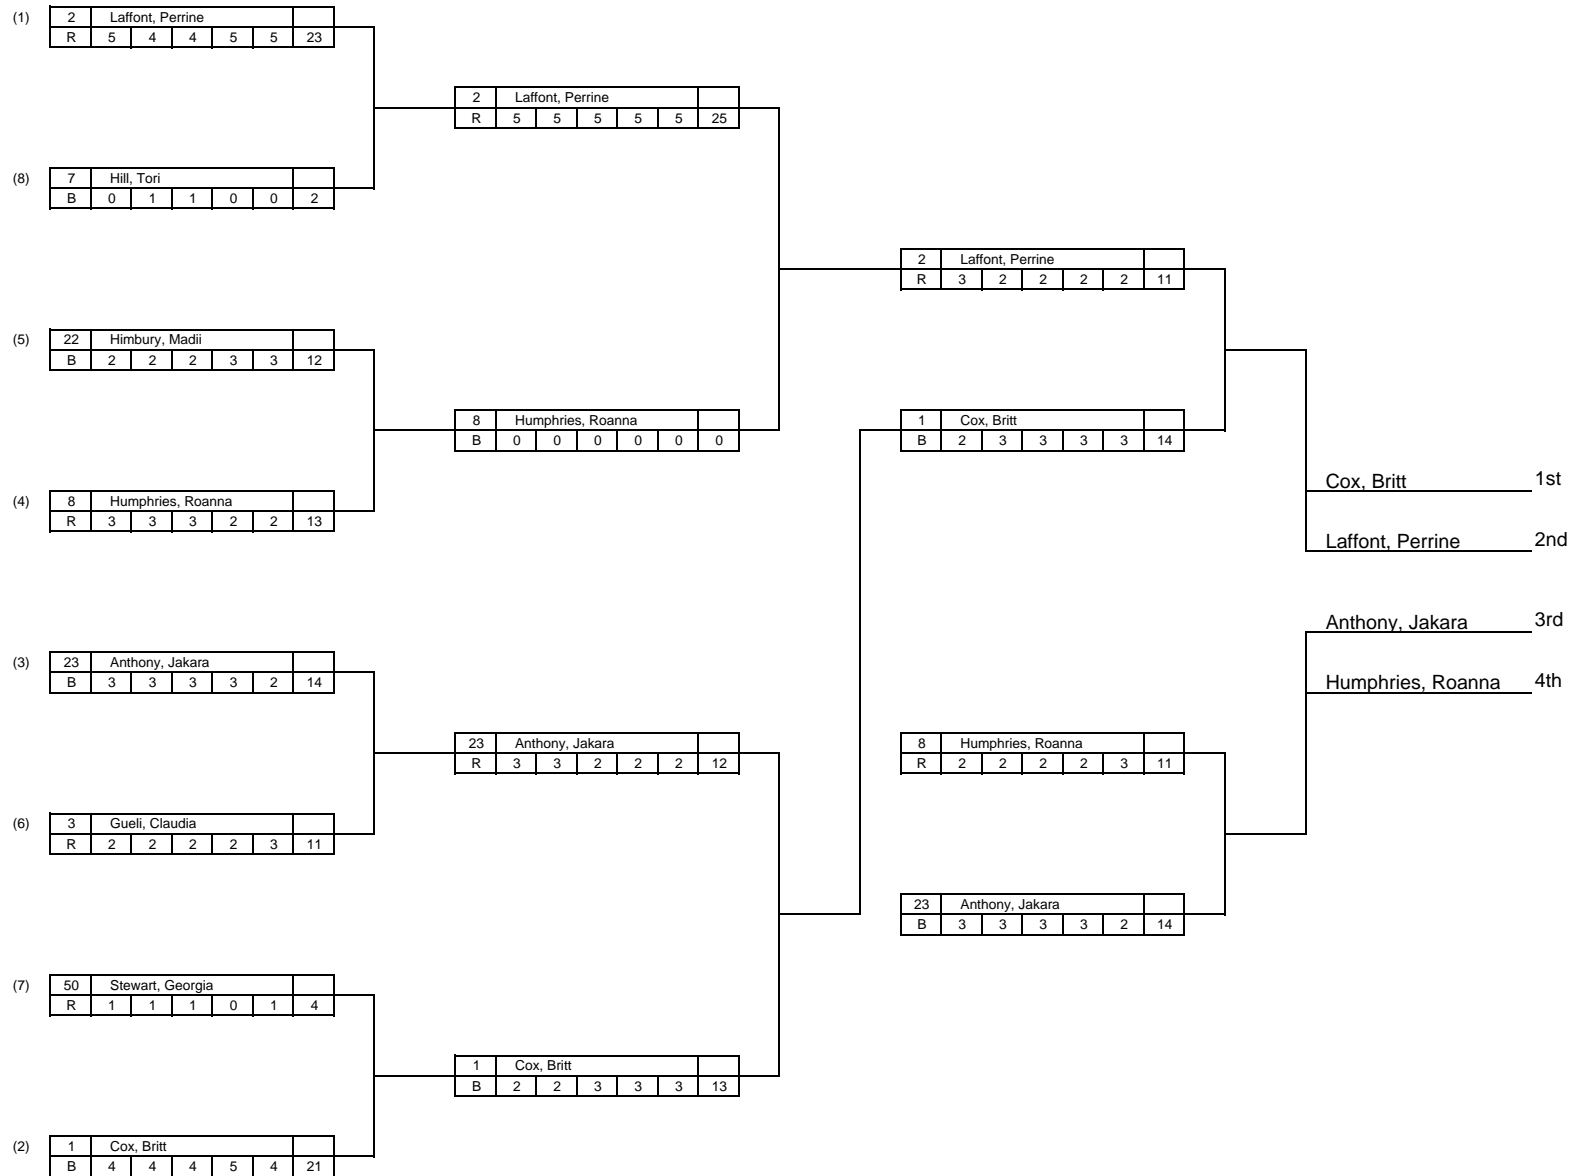 (1) 2 Laffont, Perrine
R 5 4 4 5 5 23
2 Laffont, Perrine
R 5 5 5 5 5 25
(8) 7 Hill, Tori
B 0 1 1 0 0 2
2 Laffont, Perrine
R 3 2 2 2 2 11
(5) 22 Himbury, Madii
B 2 2 2 3 3 12
8 Humphries, Roanna
B 0 0 0 0 0 0
1 Cox, Britt
B 2 3 3 3 3 14
Cox, Britt 1st
(4) 8 Humphries, Roanna
R 3 3 3 2 2 13
Laffont, Perrine 2nd
Anthony, Jakara 3rd
(3) 23 Anthony, Jakara
B 3 3 3 3 2 14
Humphries, Roanna 4th
23 Anthony, Jakara
R 3 3 2 2 2 12
8 Humphries, Roanna
R 2 2 2 2 3 11
(6) 3 Gueli, Claudia
R 2 2 2 2 3 11
23 Anthony, Jakara
B 3 3 3 3 2 14
(7) 50 Stewart, Georgia
R 1 1 1 0 1 4
1 Cox, Britt
B 2 2 3 3 3 13
(2) 1 Cox, Britt
B 4 4 4 5 4 21